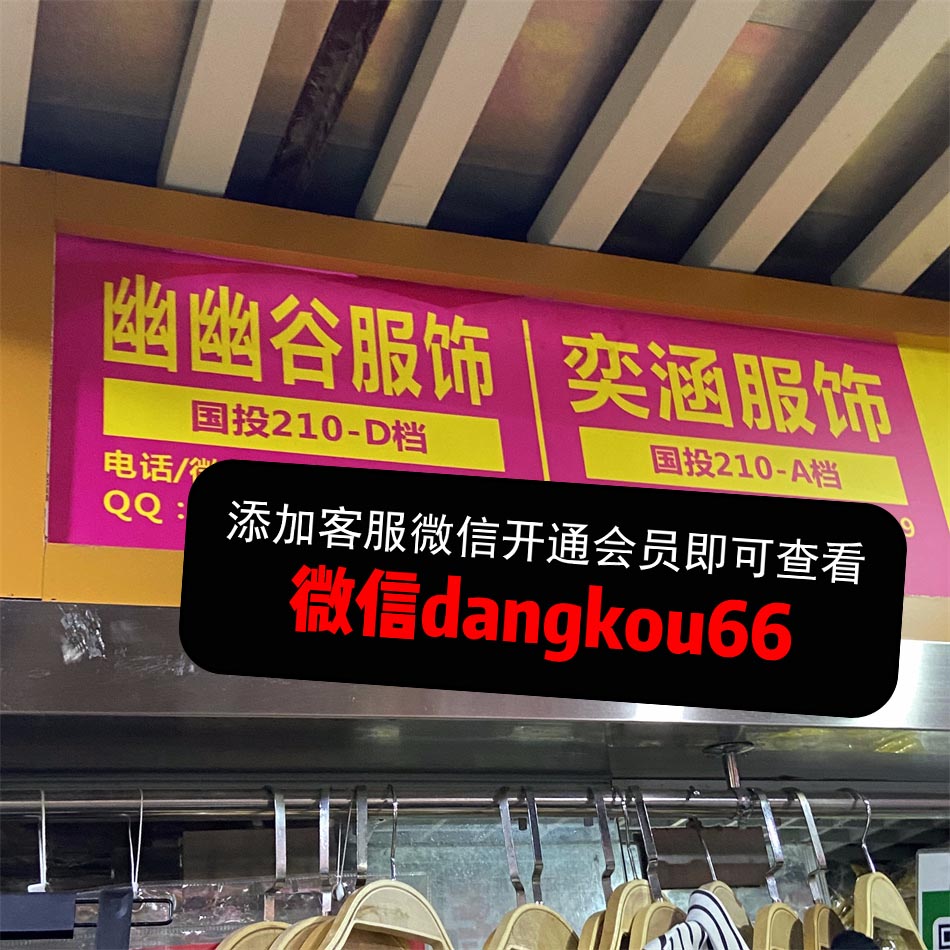 幽幽谷服饰
国投210-D档
电话/微
QQ：
奕涵服饰
国投210-A档
9
添加客服微信开通会员即可查看
微信dangkou66